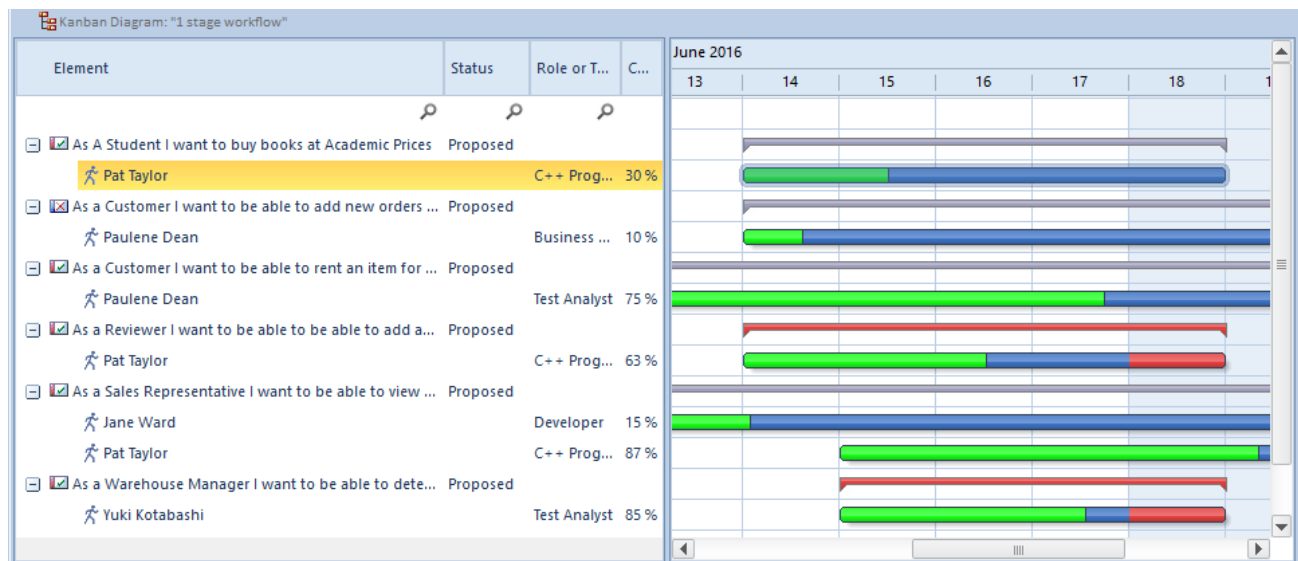 Kanban Diagram: "1 stage workflow"
Element Status Role or T... C...
June 2016
13 14 15 16 17 18 1
As A Student I want to buy books at Academic Prices Proposed
Pat Taylor C++ Prog... 30 %
As a Customer I want to be able to add new orders ... Proposed
Paulene Dean Business ... 10 %
As a Customer I want to be able to rent an item for ... Proposed
Paulene Dean Test Analyst 75 %
As a Reviewer I want to be able to be able to add a... Proposed
Pat Taylor C++ Prog... 63 %
As a Sales Representative I want to be able to view ... Proposed
Jane Ward Developer 15 %
Pat Taylor C++ Prog... 87 %
As a Warehouse Manager I want to be able to dete... Proposed
Yuki Kotabashi Test Analyst 85 %